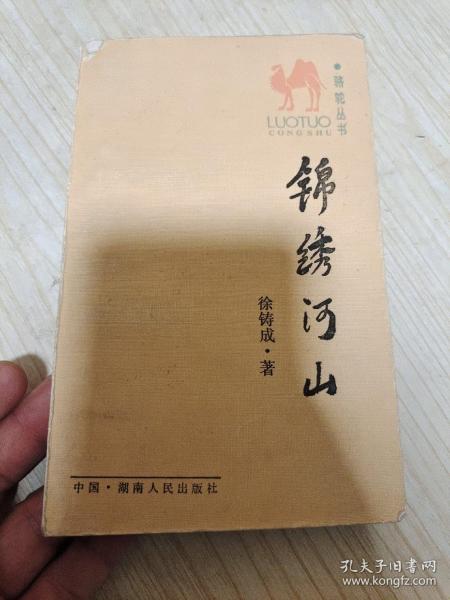 骆驼丛书
LUOTUO
CONGSHU
锦绣河山
徐铸成·著
中国·湖南人民出版社
孔夫子旧书网
www.kongfz.com